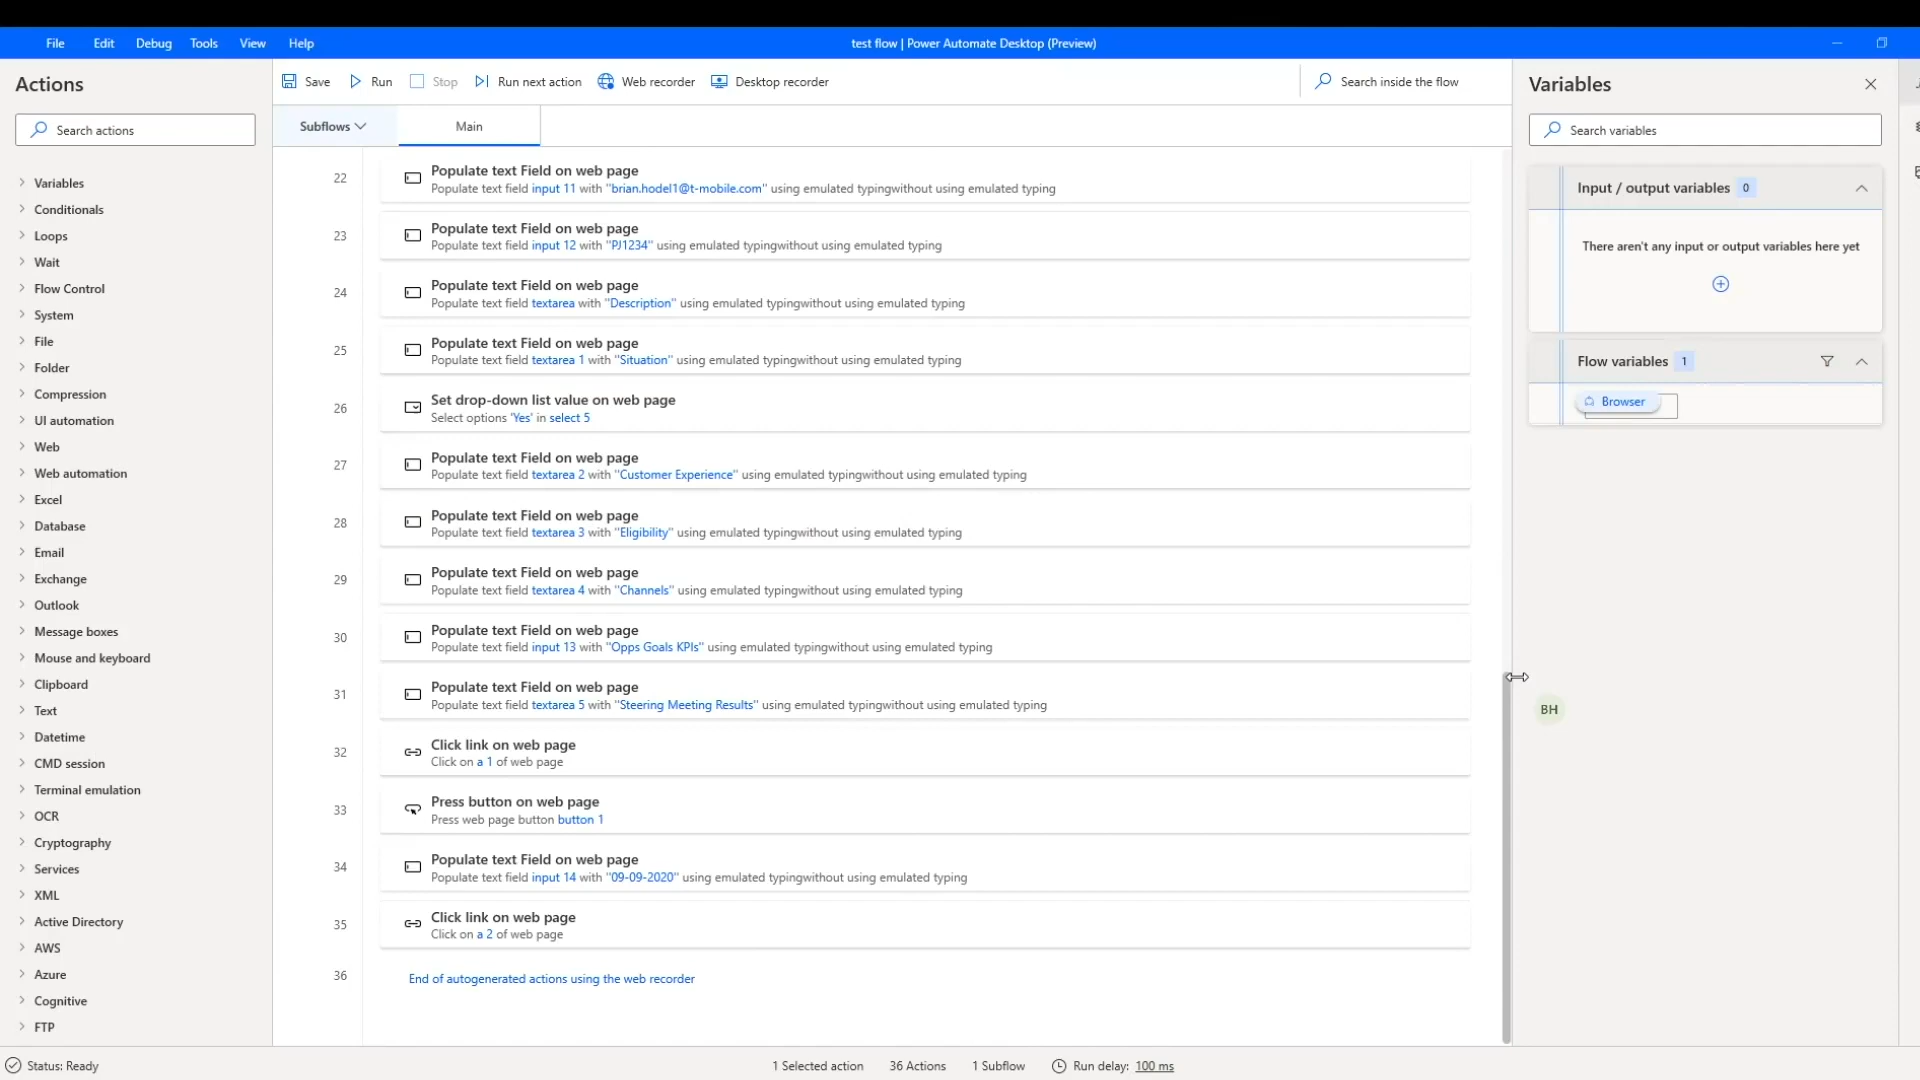 File Edit Debug Tools View Help
test flow | Power Automate Desktop (Preview)
Actions
Search actions
Variables
Conditionals
Loops
Wait
Flow Control
System
File
Folder
Compression
UI automation
Web
Web automation
Excel
Database
Email
Exchange
Outlook
Message boxes
Mouse and keyboard
Clipboard
Text
Datetime
CMD session
Terminal emulation
OCR
Cryptography
Services
XML
Active Directory
AWS
Azure
Cognitive
FTP
Save Run Stop Run next action Web recorder Desktop recorder
Search inside the flow
Subflows Main
22 Populate text Field on web page
Populate text field input 11 with "brian.hodel1@t-mobile.com" using emulated typingwithout using emulated typing
23 Populate text Field on web page
Populate text field input 12 with "PJ1234" using emulated typingwithout using emulated typing
24 Populate text Field on web page
Populate text field textarea with "Description" using emulated typingwithout using emulated typing
25 Populate text Field on web page
Populate text field textarea 1 with "Situation" using emulated typingwithout using emulated typing
26 Set drop-down list value on web page
Select options 'Yes' in select 5
27 Populate text Field on web page
Populate text field textarea 2 with "Customer Experience" using emulated typingwithout using emulated typing
28 Populate text Field on web page
Populate text field textarea 3 with "Eligibility" using emulated typingwithout using emulated typing
29 Populate text Field on web page
Populate text field textarea 4 with "Channels" using emulated typingwithout using emulated typing
30 Populate text Field on web page
Populate text field input 13 with "Opps Goals KPIs" using emulated typingwithout using emulated typing
31 Populate text Field on web page
Populate text field textarea 5 with "Steering Meeting Results" using emulated typingwithout using emulated typing
32 Click link on web page
Click on a 1 of web page
33 Press button on web page
Press web page button button 1
34 Populate text Field on web page
Populate text field input 14 with "09-09-2020" using emulated typingwithout using emulated typing
35 Click link on web page
Click on a 2 of web page
36 End of autogenerated actions using the web recorder
Variables
Search variables
Input / output variables 0
There aren't any input or output variables here yet
Flow variables 1
Browser
BH
Status: Ready
1 Selected action 36 Actions 1 Subflow Run delay: 100 ms